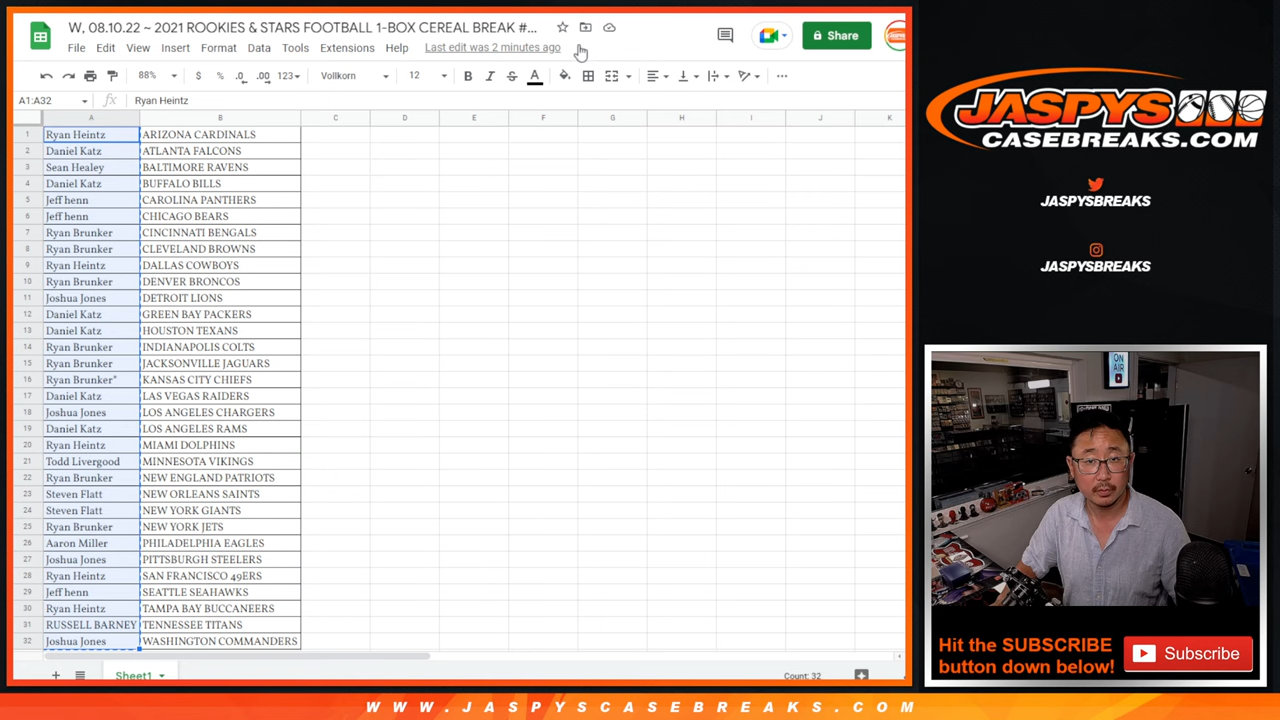 W, 08.10.22 ~ 2021 ROOKIES & STARS FOOTBALL 1-BOX CEREAL BREAK #...
File Edit View Insert Format Data Tools Extensions Help Last edit was 2 minutes ago
Share
88% $ % .0 .00 123 Vollkorn 12 B I S A
A1:A32 fx Ryan Heintz
A B C D E F G H I J K
1 Ryan Heintz ARIZONA CARDINALS
2 Daniel Katz ATLANTA FALCONS
3 Sean Healey BALTIMORE RAVENS
4 Daniel Katz BUFFALO BILLS
5 Jeff henn CAROLINA PANTHERS
6 Jeff henn CHICAGO BEARS
7 Ryan Brunker CINCINNATI BENGALS
8 Ryan Brunker CLEVELAND BROWNS
9 Ryan Heintz DALLAS COWBOYS
10 Ryan Brunker DENVER BRONCOS
11 Joshua Jones DETROIT LIONS
12 Daniel Katz GREEN BAY PACKERS
13 Daniel Katz HOUSTON TEXANS
14 Ryan Brunker INDIANAPOLIS COLTS
15 Ryan Brunker JACKSONVILLE JAGUARS
16 Ryan Brunker* KANSAS CITY CHIEFS
17 Daniel Katz LAS VEGAS RAIDERS
18 Joshua Jones LOS ANGELES CHARGERS
19 Daniel Katz LOS ANGELES RAMS
20 Ryan Heintz MIAMI DOLPHINS
21 Todd Livergood MINNESOTA VIKINGS
22 Ryan Brunker NEW ENGLAND PATRIOTS
23 Steven Flatt NEW ORLEANS SAINTS
24 Steven Flatt NEW YORK GIANTS
25 Ryan Brunker NEW YORK JETS
26 Aaron Miller PHILADELPHIA EAGLES
27 Joshua Jones PITTSBURGH STEELERS
28 Ryan Heintz SAN FRANCISCO 49ERS
29 Jeff henn SEATTLE SEAHAWKS
30 Ryan Heintz TAMPA BAY BUCCANEERS
31 RUSSELL BARNEY TENNESSEE TITANS
32 Joshua Jones WASHINGTON COMMANDERS
Sheet1 Count: 32
JASPYS
CASEBREAKS.COM
JASPYSBREAKS
JASPYSBREAKS
ON
AIR
Hit the SUBSCRIBE
button down below!
Subscribe
WWW.JASPYSCASEBREAKS.COM